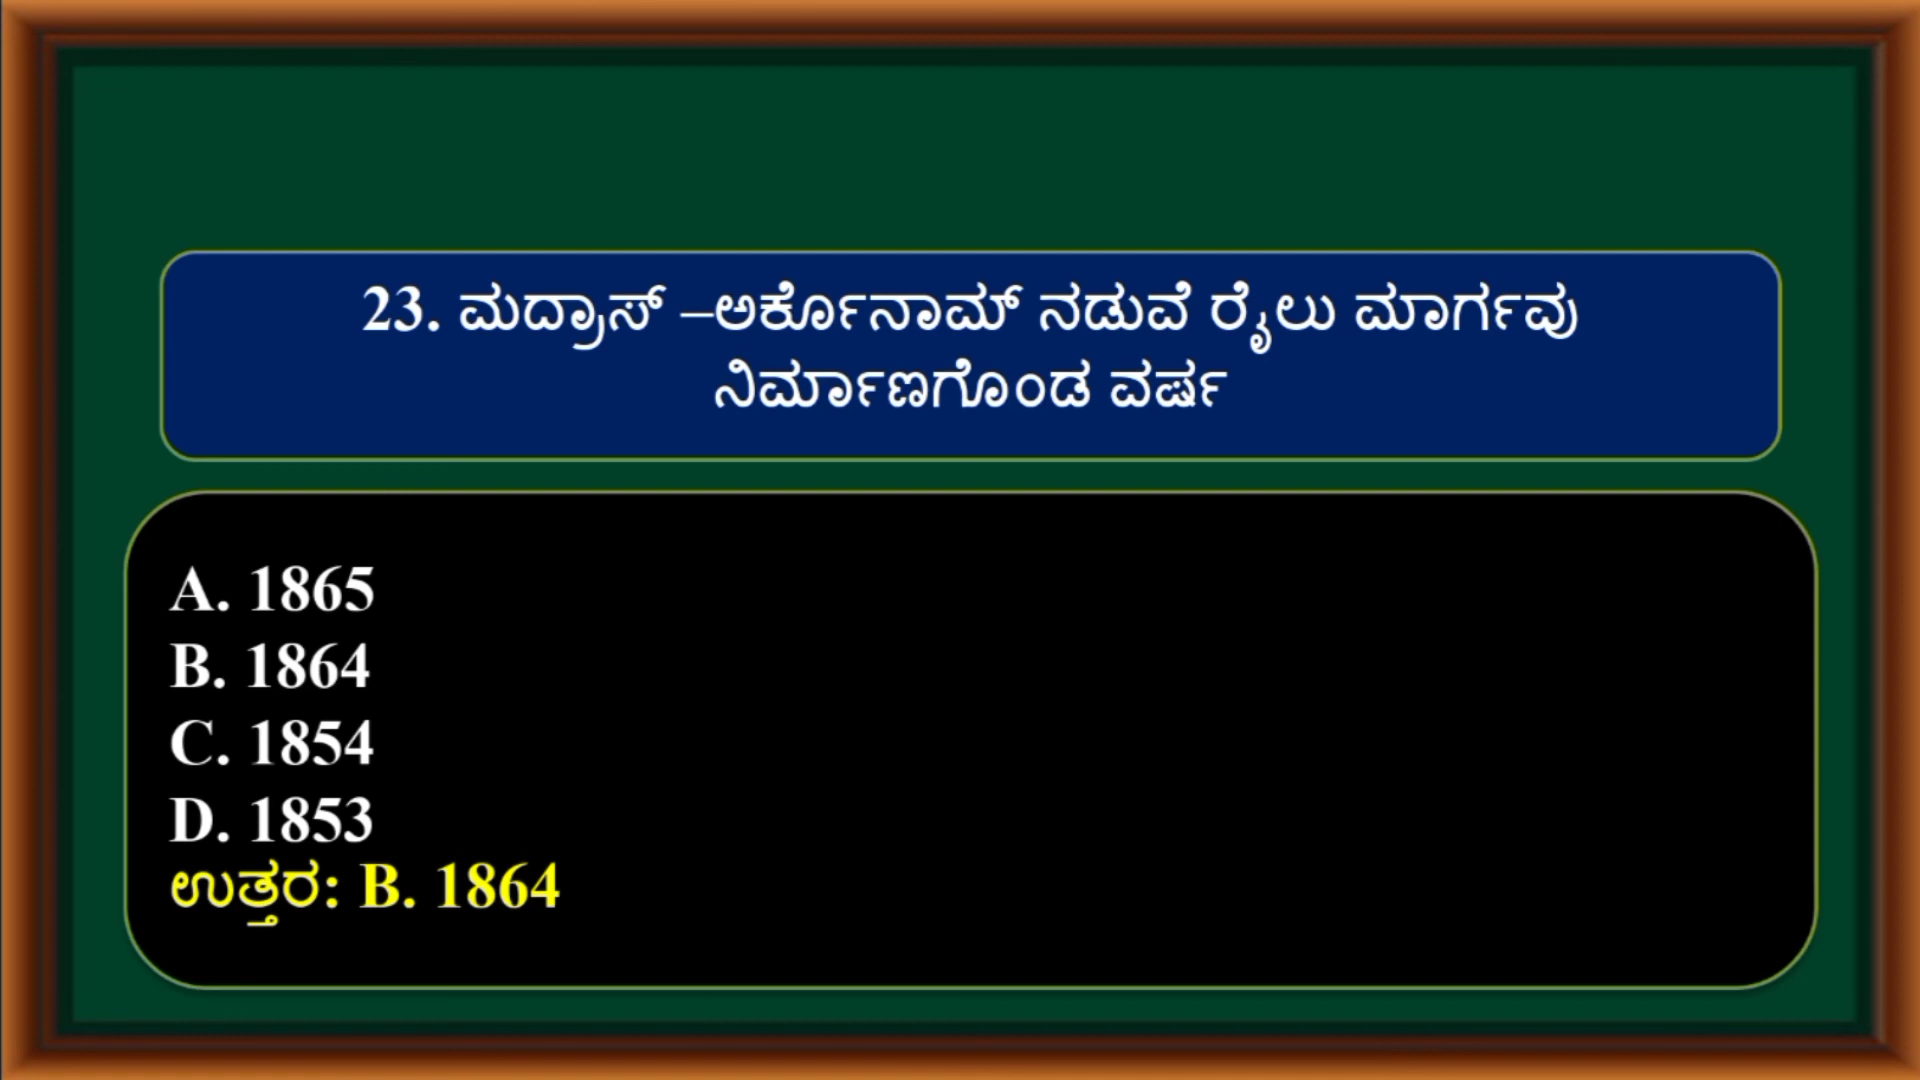 23. ಮದ್ರಾಸ್ –ಅರ್ಕೊನಾಮ್ ನಡುವೆ ರೈಲು ಮಾರ್ಗವು
ನಿರ್ಮಾಣಗೊಂಡ ವರ್ಷ
A. 1865
B. 1864
C. 1854
D. 1853
ಉತ್ತರ: B. 1864